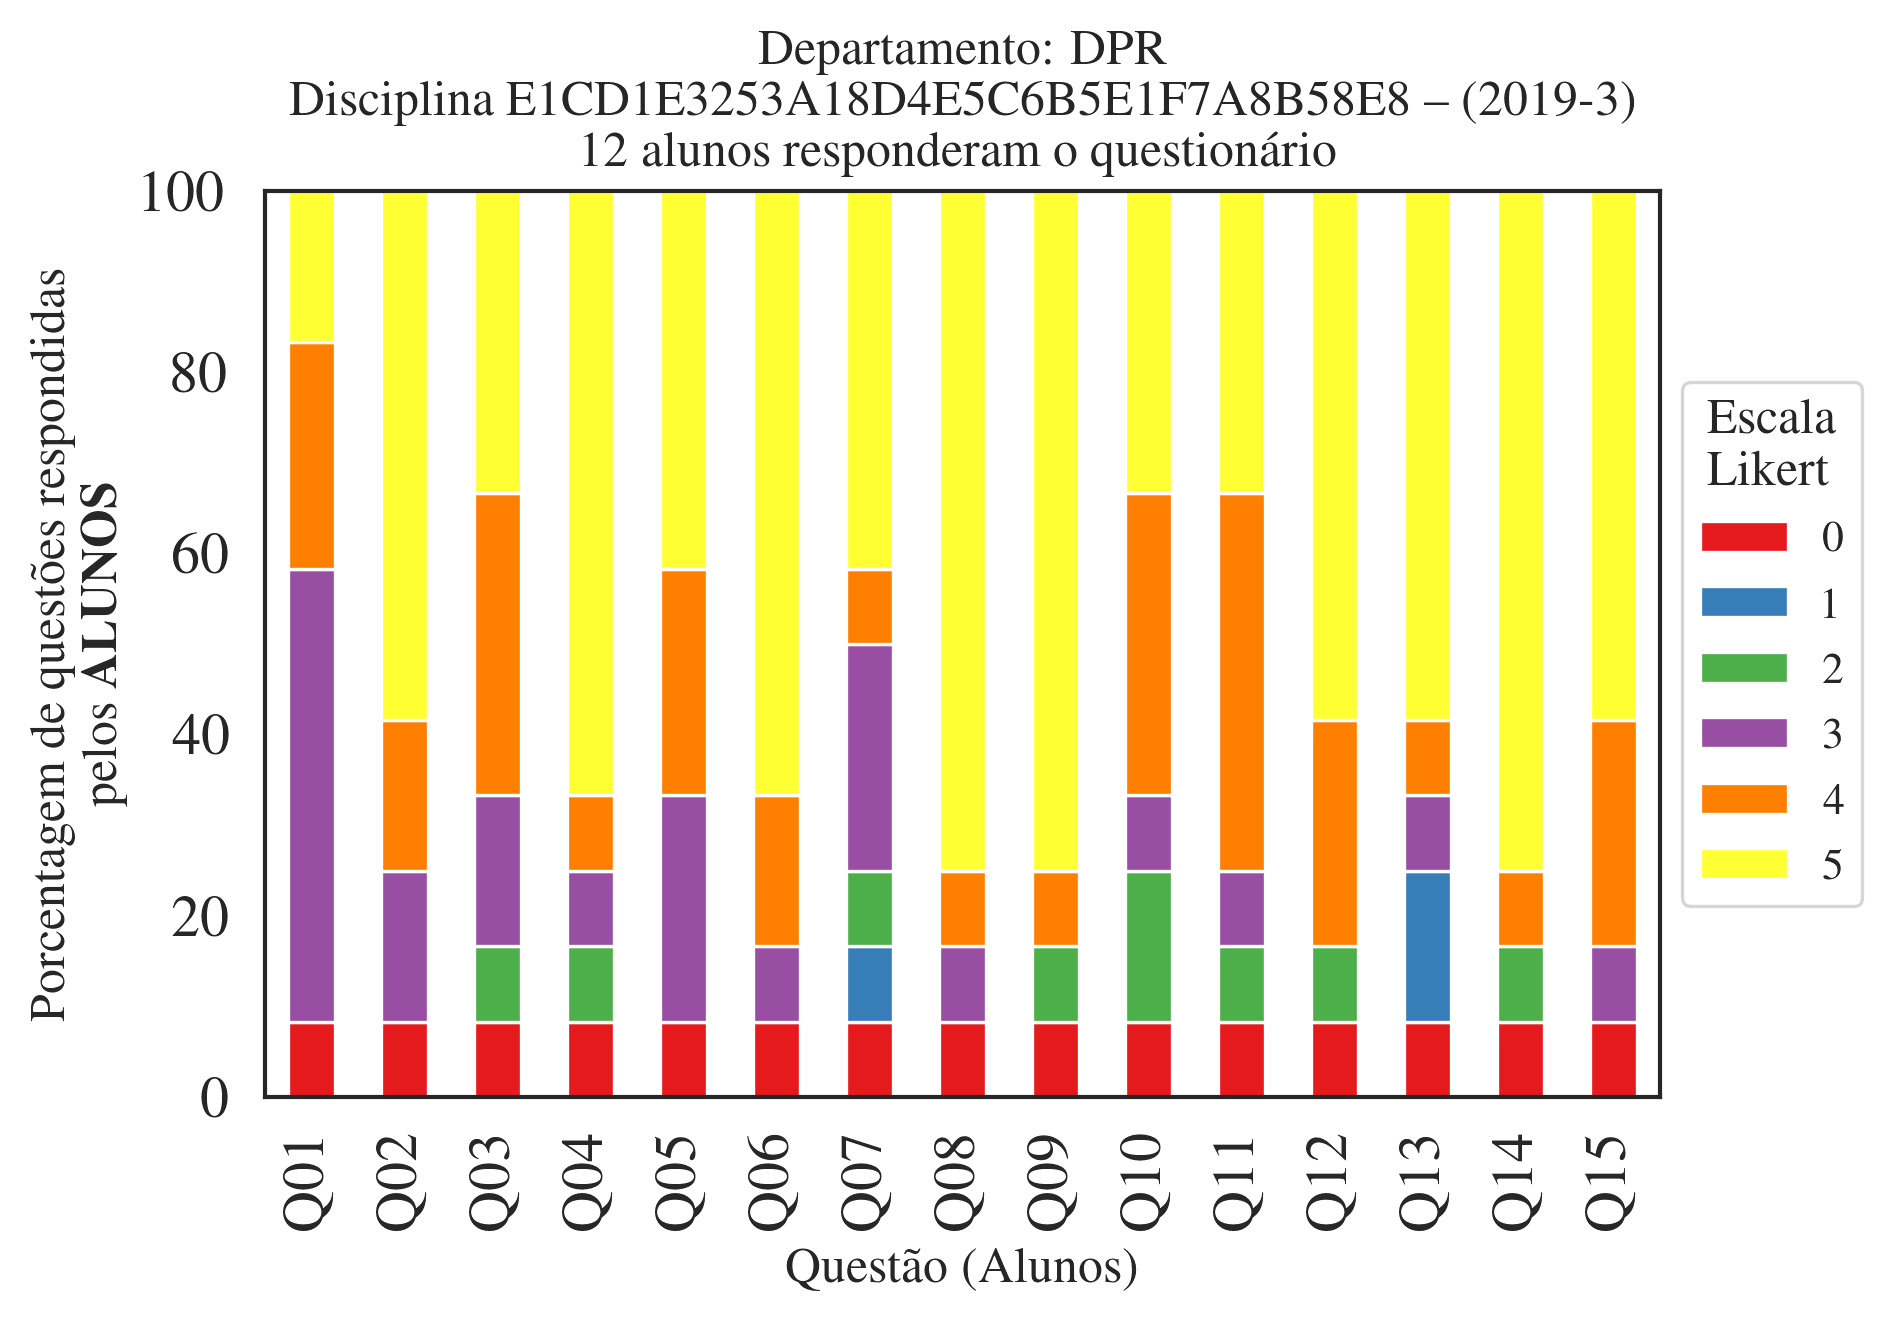 Departamento: DPR
Disciplina E1CD1E3253A18D4E5C6B5E1F7A8B58E8 – (2019-3)
12 alunos responderam o questionário
Porcentagem de questões respondidas
pelos ALUNOS
100
80
60
40
20
0
Q01
Q02
Q03
Q04
Q05
Q06
Q07
Q08
Q09
Q10
Q11
Q12
Q13
Q14
Q15
Questão (Alunos)
Escala
Likert
0
1
2
3
4
5